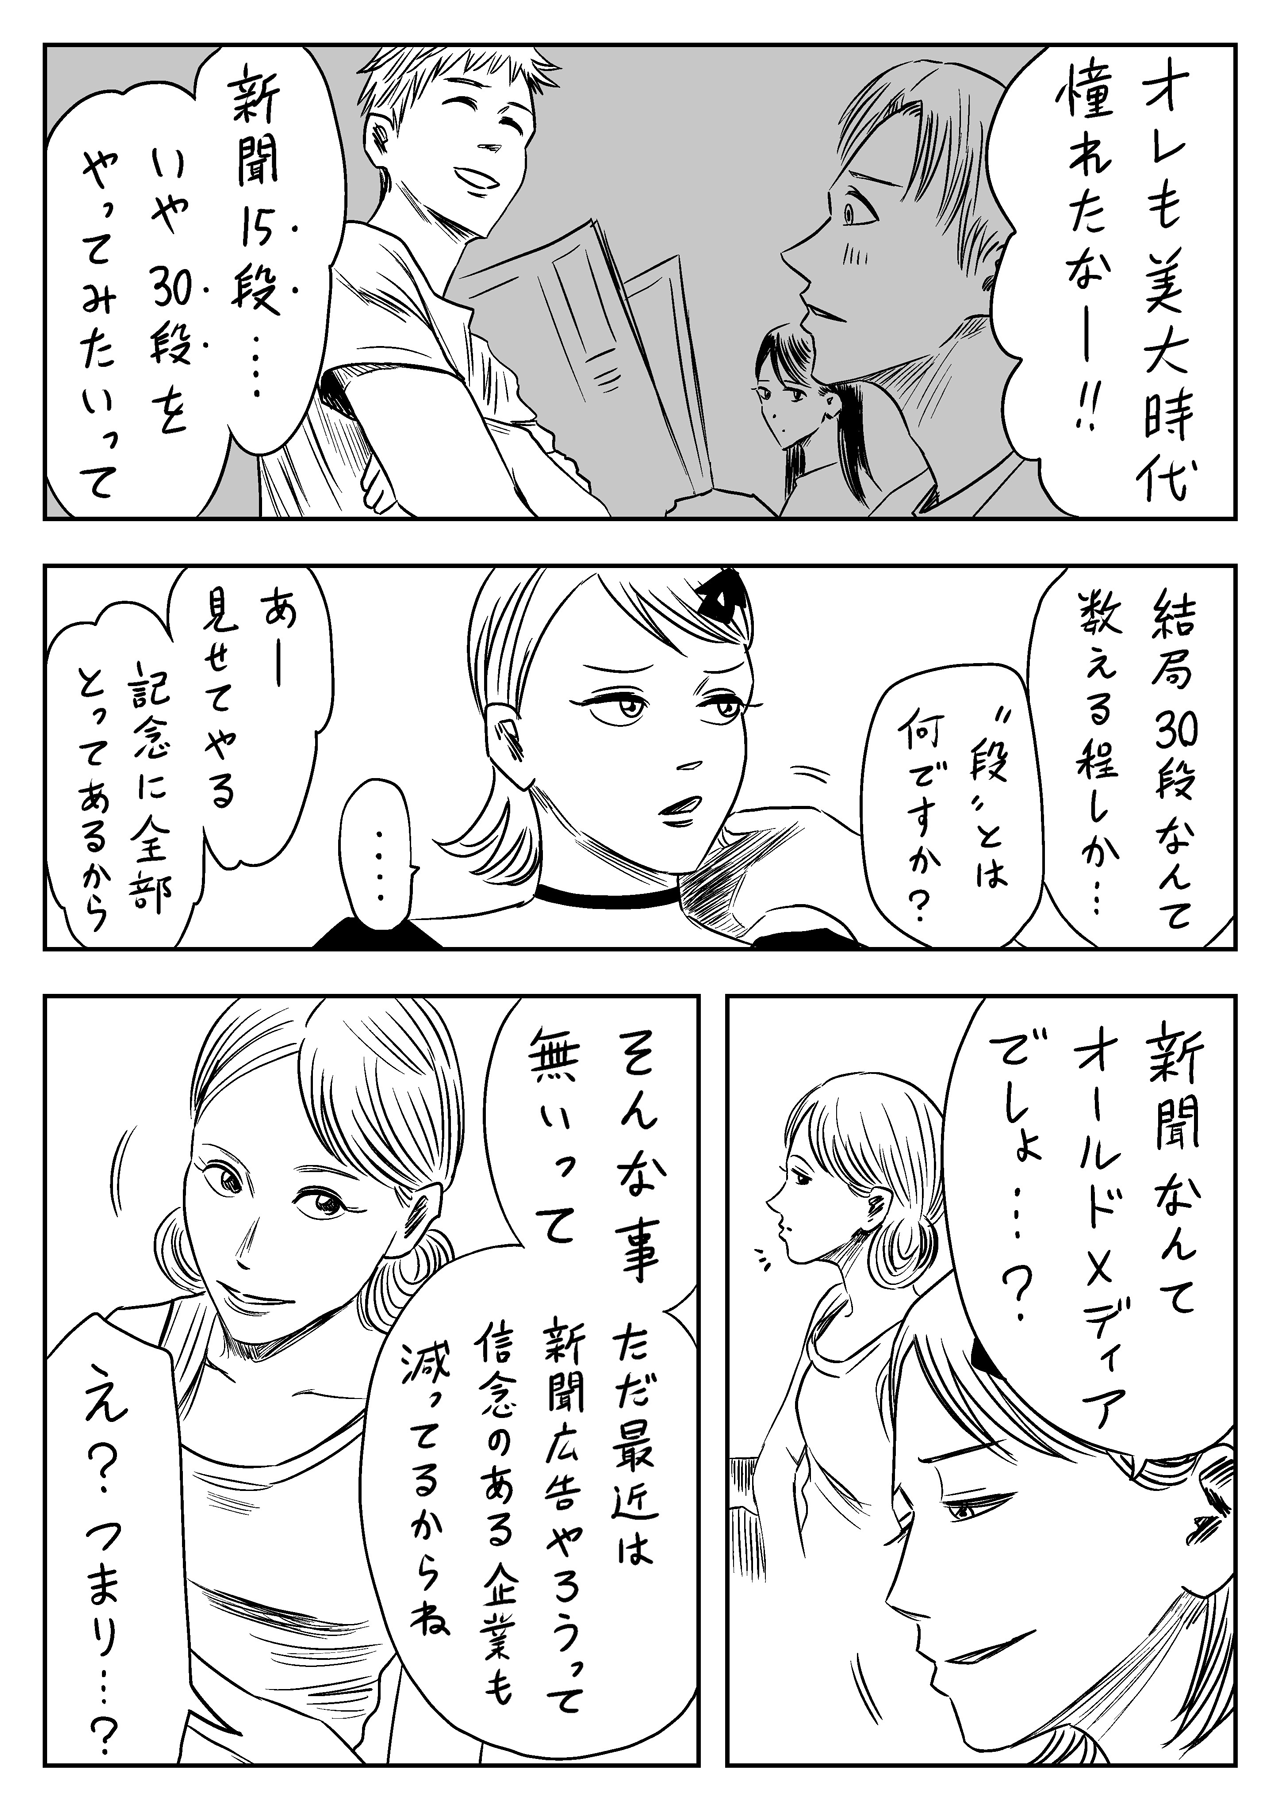 オレも美大時代
憧れたなー!!
新聞15段…
いや30段を
やってみたいって
結局30段なんて
数える程しか…
〝段〟とは
何ですか?
‥‥
あー
見せてやる
記念に全部
とってあるから
新聞なんて
オールド×ディア
でしょ…?
そんな事
無いって
ただ最近は
新聞広告やろうって
信念のある企業も
減ってるからね
え?つまり…?